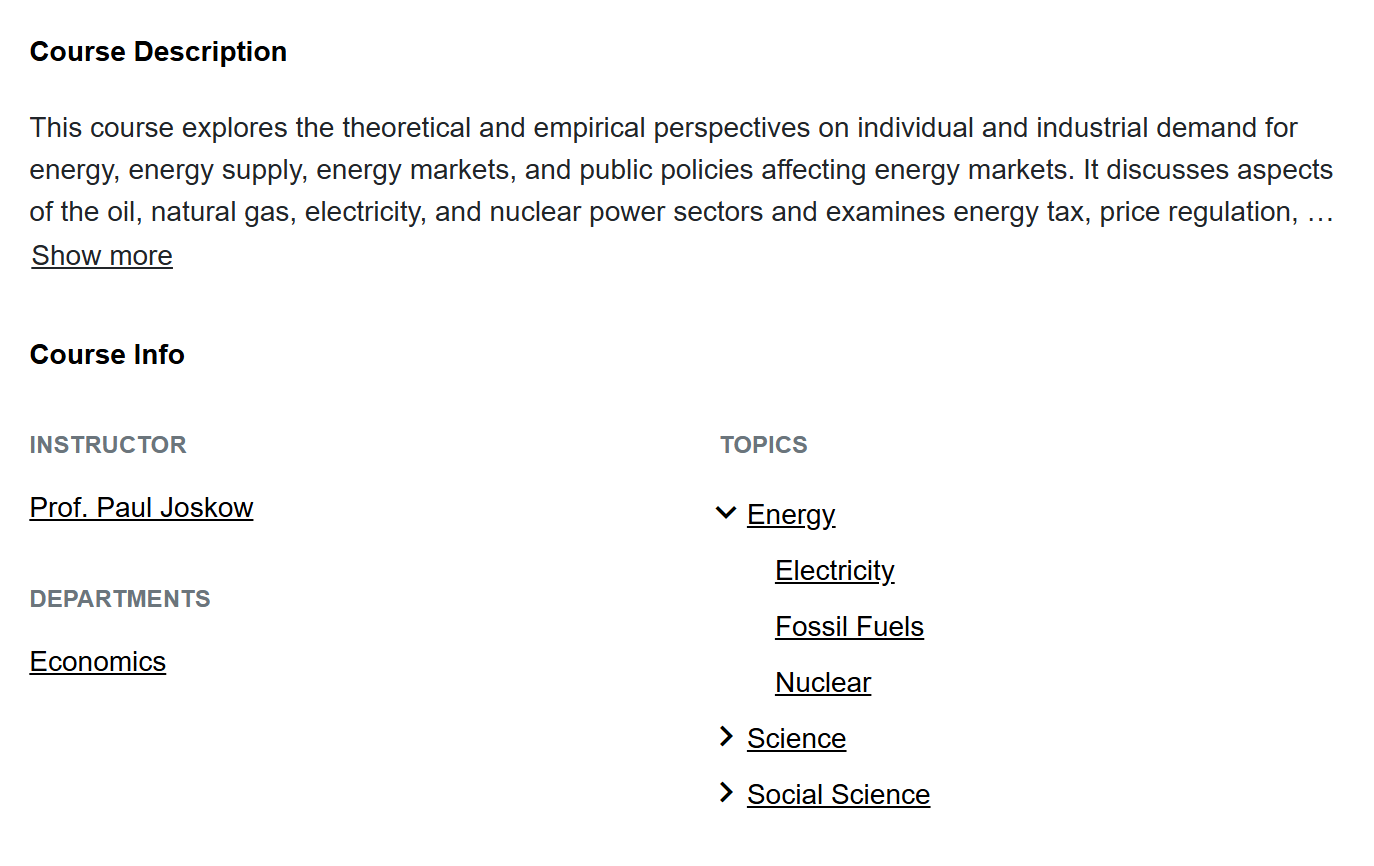 Course Description
This course explores the theoretical and empirical perspectives on individual and industrial demand for
energy, energy supply, energy markets, and public policies affecting energy markets. It discusses aspects
of the oil, natural gas, electricity, and nuclear power sectors and examines energy tax, price regulation, …
Show more
Course Info
INSTRUCTOR
Prof. Paul Joskow
DEPARTMENTS
Economics
TOPICS
Energy
Electricity
Fossil Fuels
Nuclear
Science
Social Science